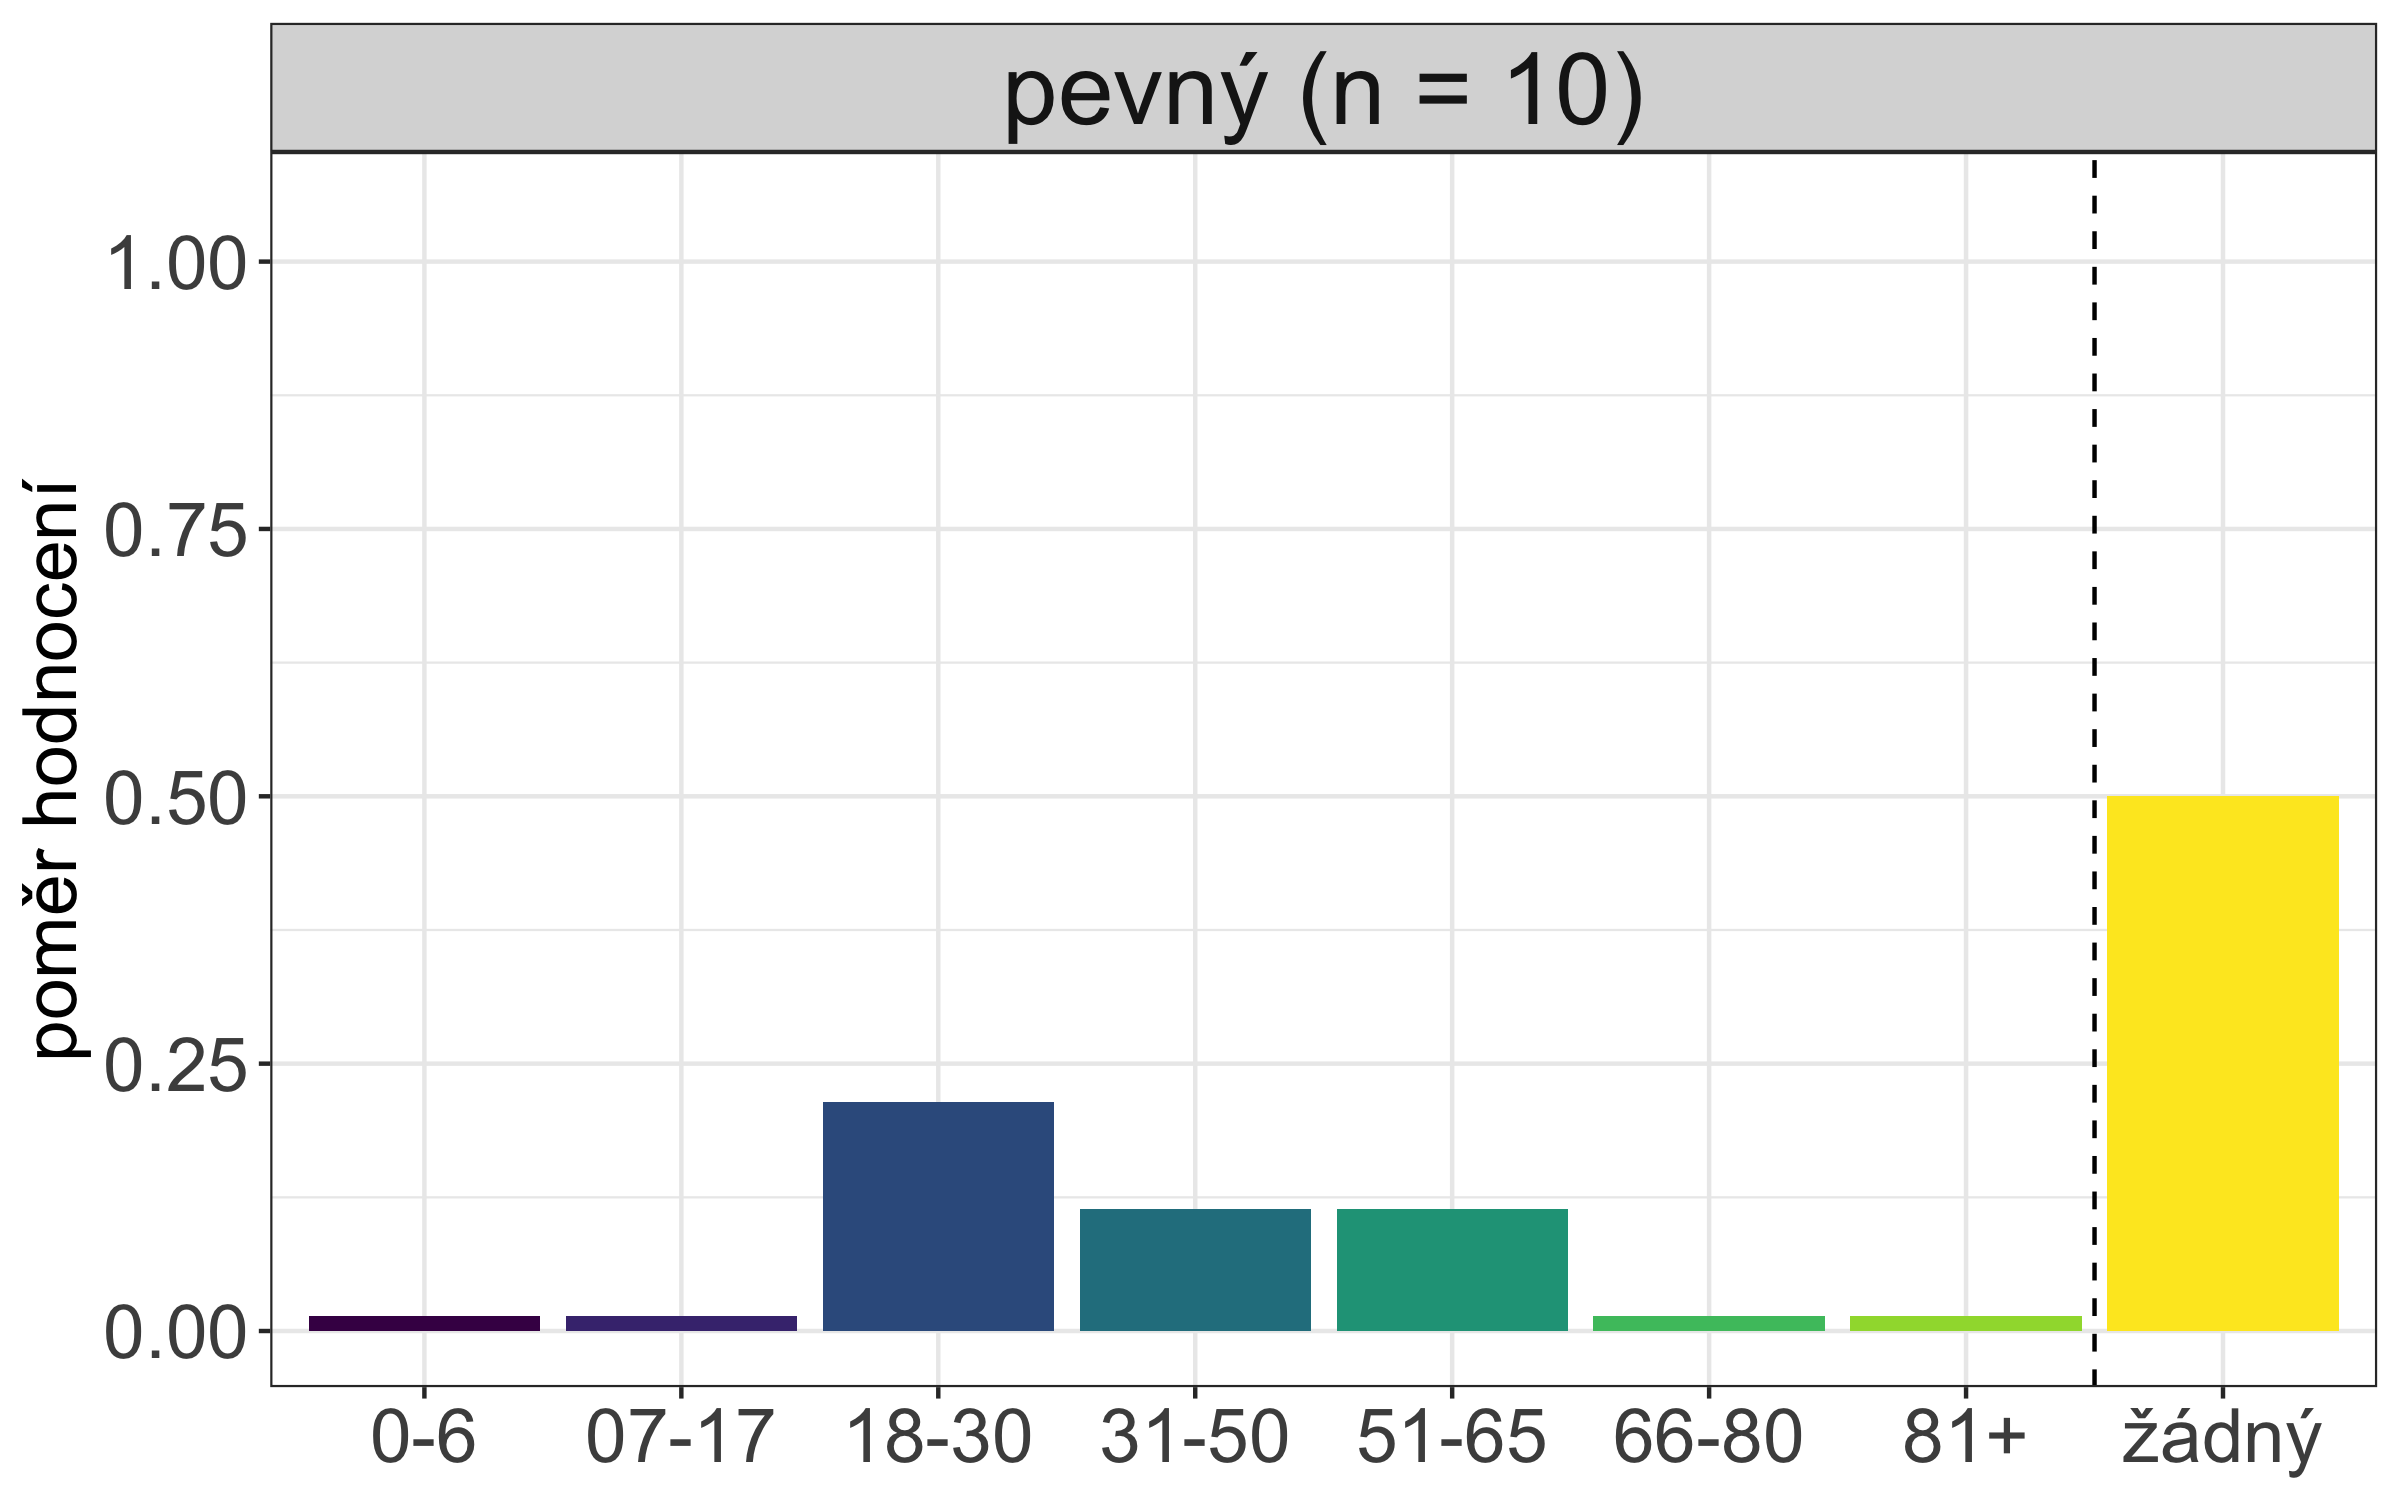 pevný (n = 10)
poměr hodnocení
1.00
0.75
0.50
0.25
0.00
0-6 07-17 18-30 31-50 51-65 66-80 81+ žádný